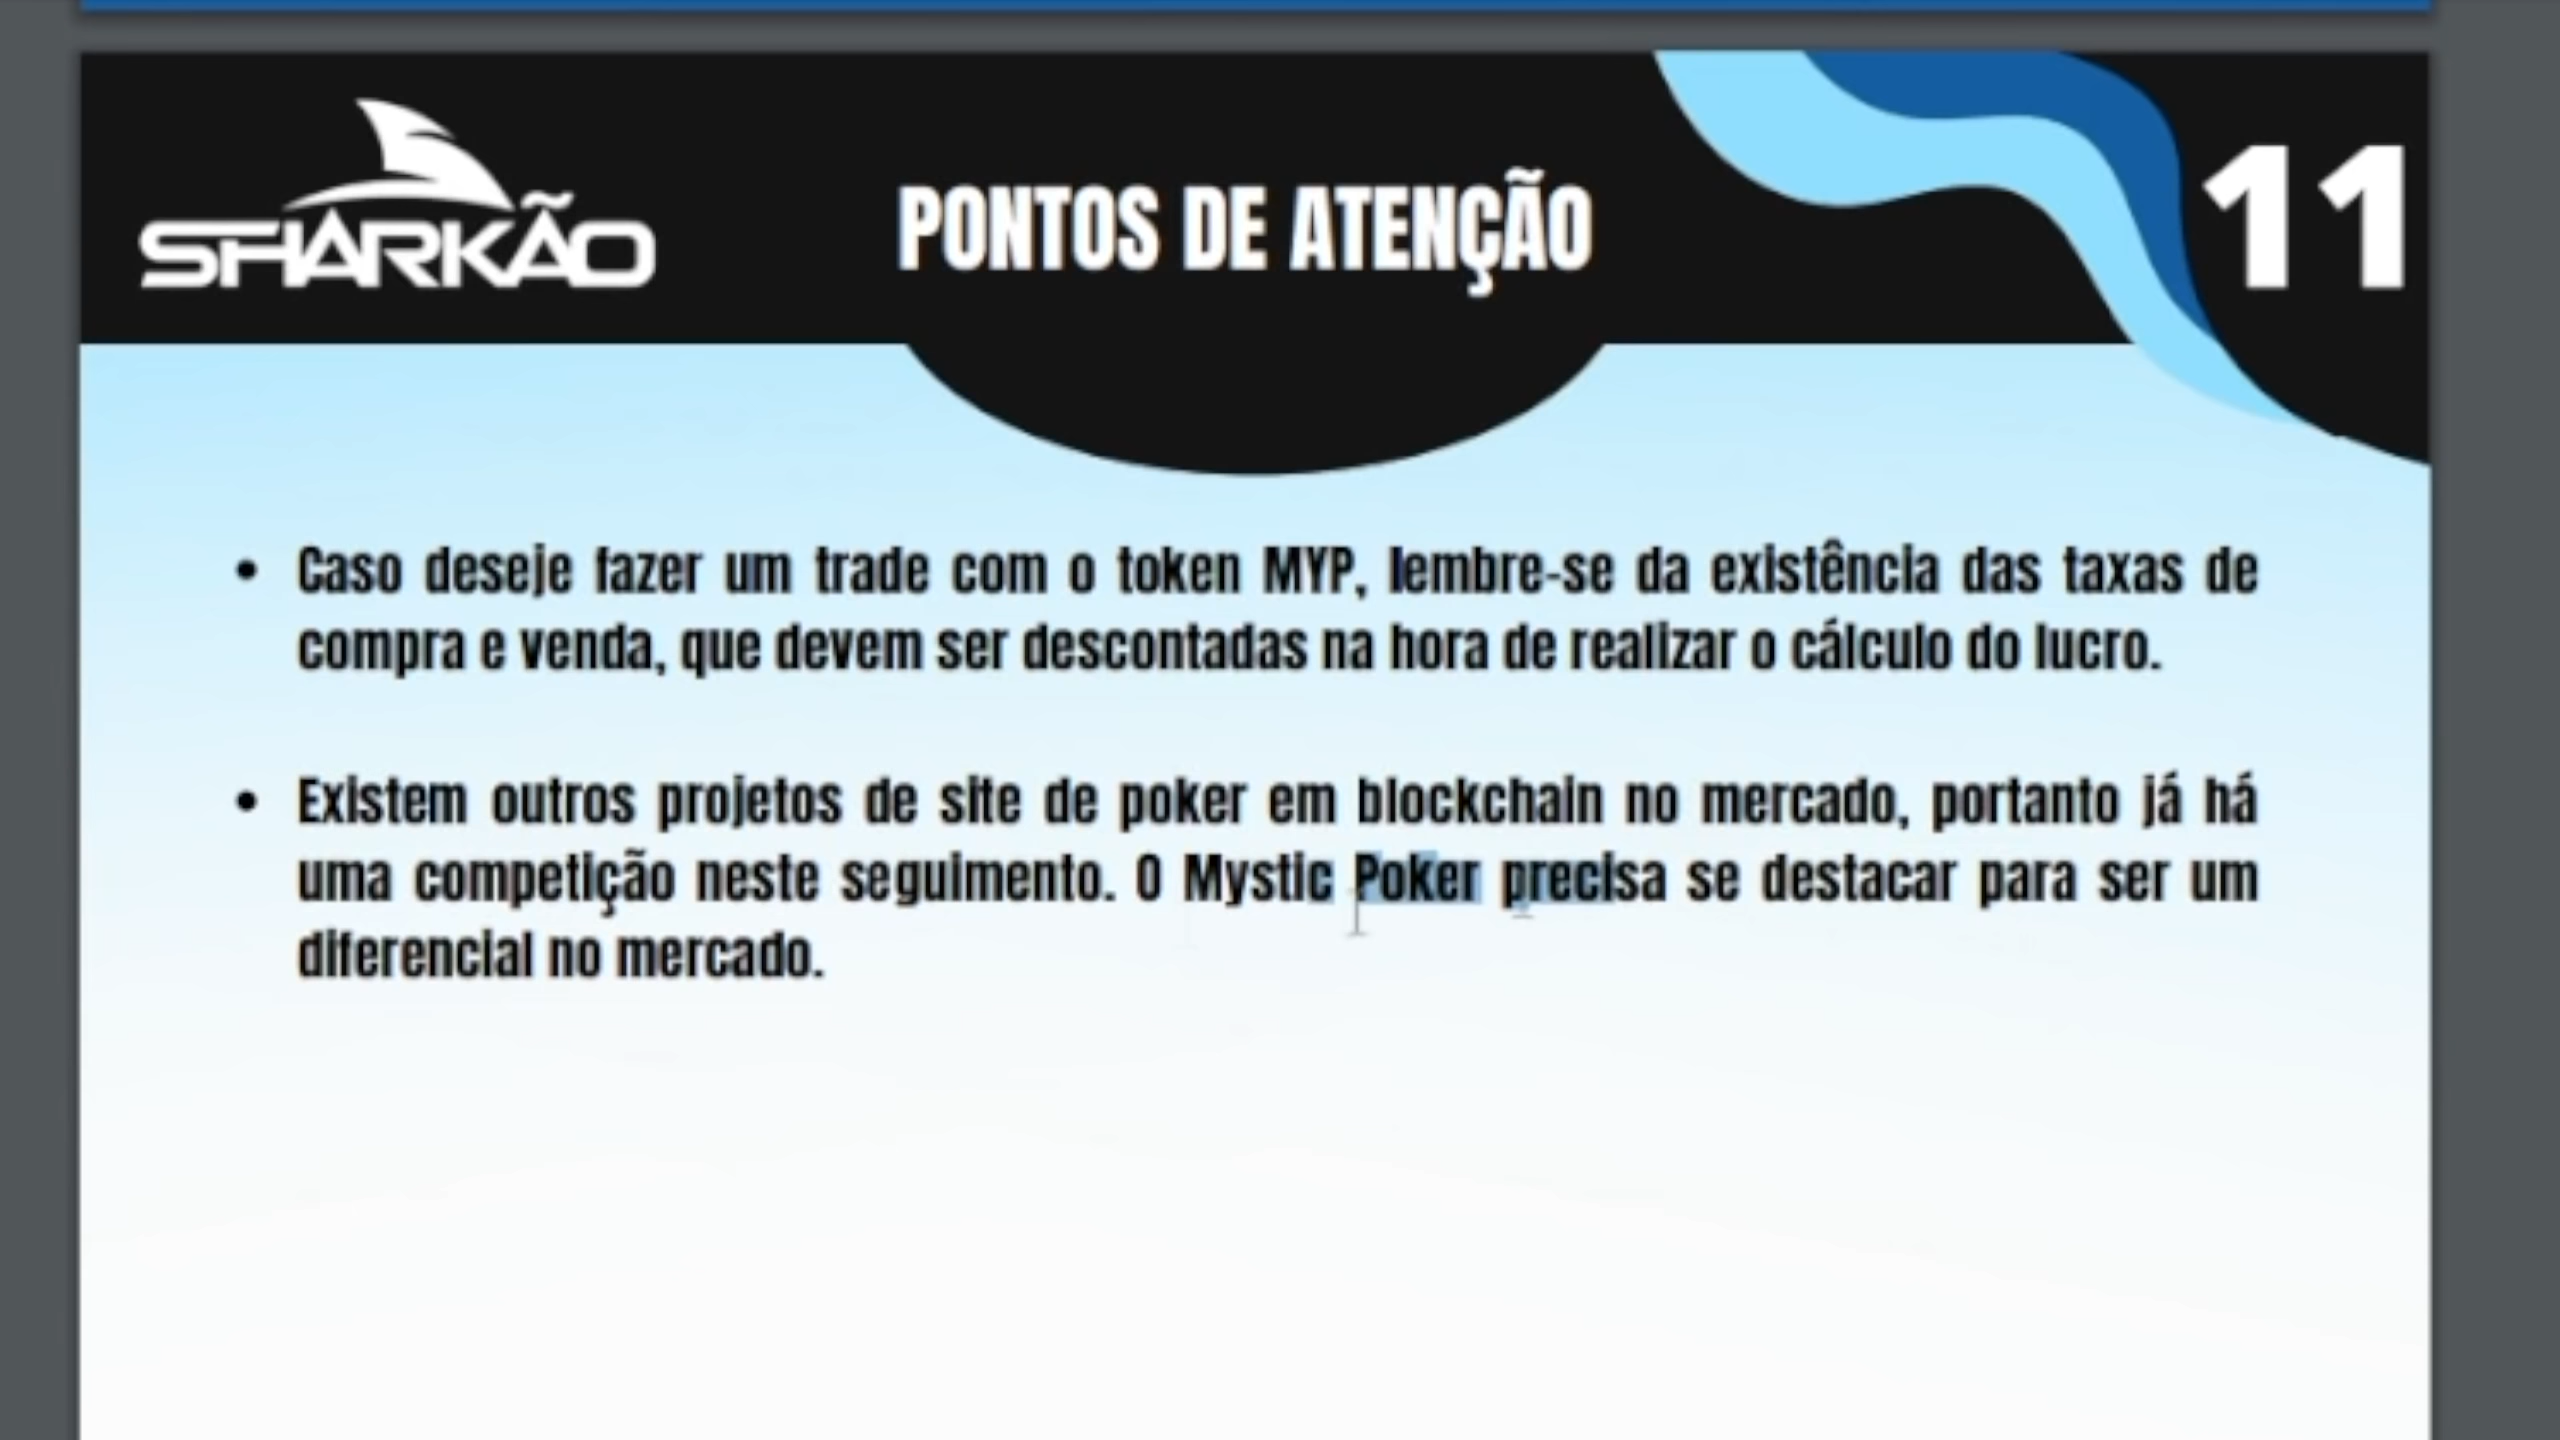 SHARKÃO
PONTOS DE ATENÇÃO
11
• Caso deseje fazer um trade com o token MYP, lembre-se da existência das taxas de
compra e venda, que devem ser descontadas na hora de realizar o cálculo do lucro.
• Existem outros projetos de site de poker em blockchain no mercado, portanto já há
uma competição neste seguimento. O Mystic Poker precisa se destacar para ser um
diferencial no mercado.